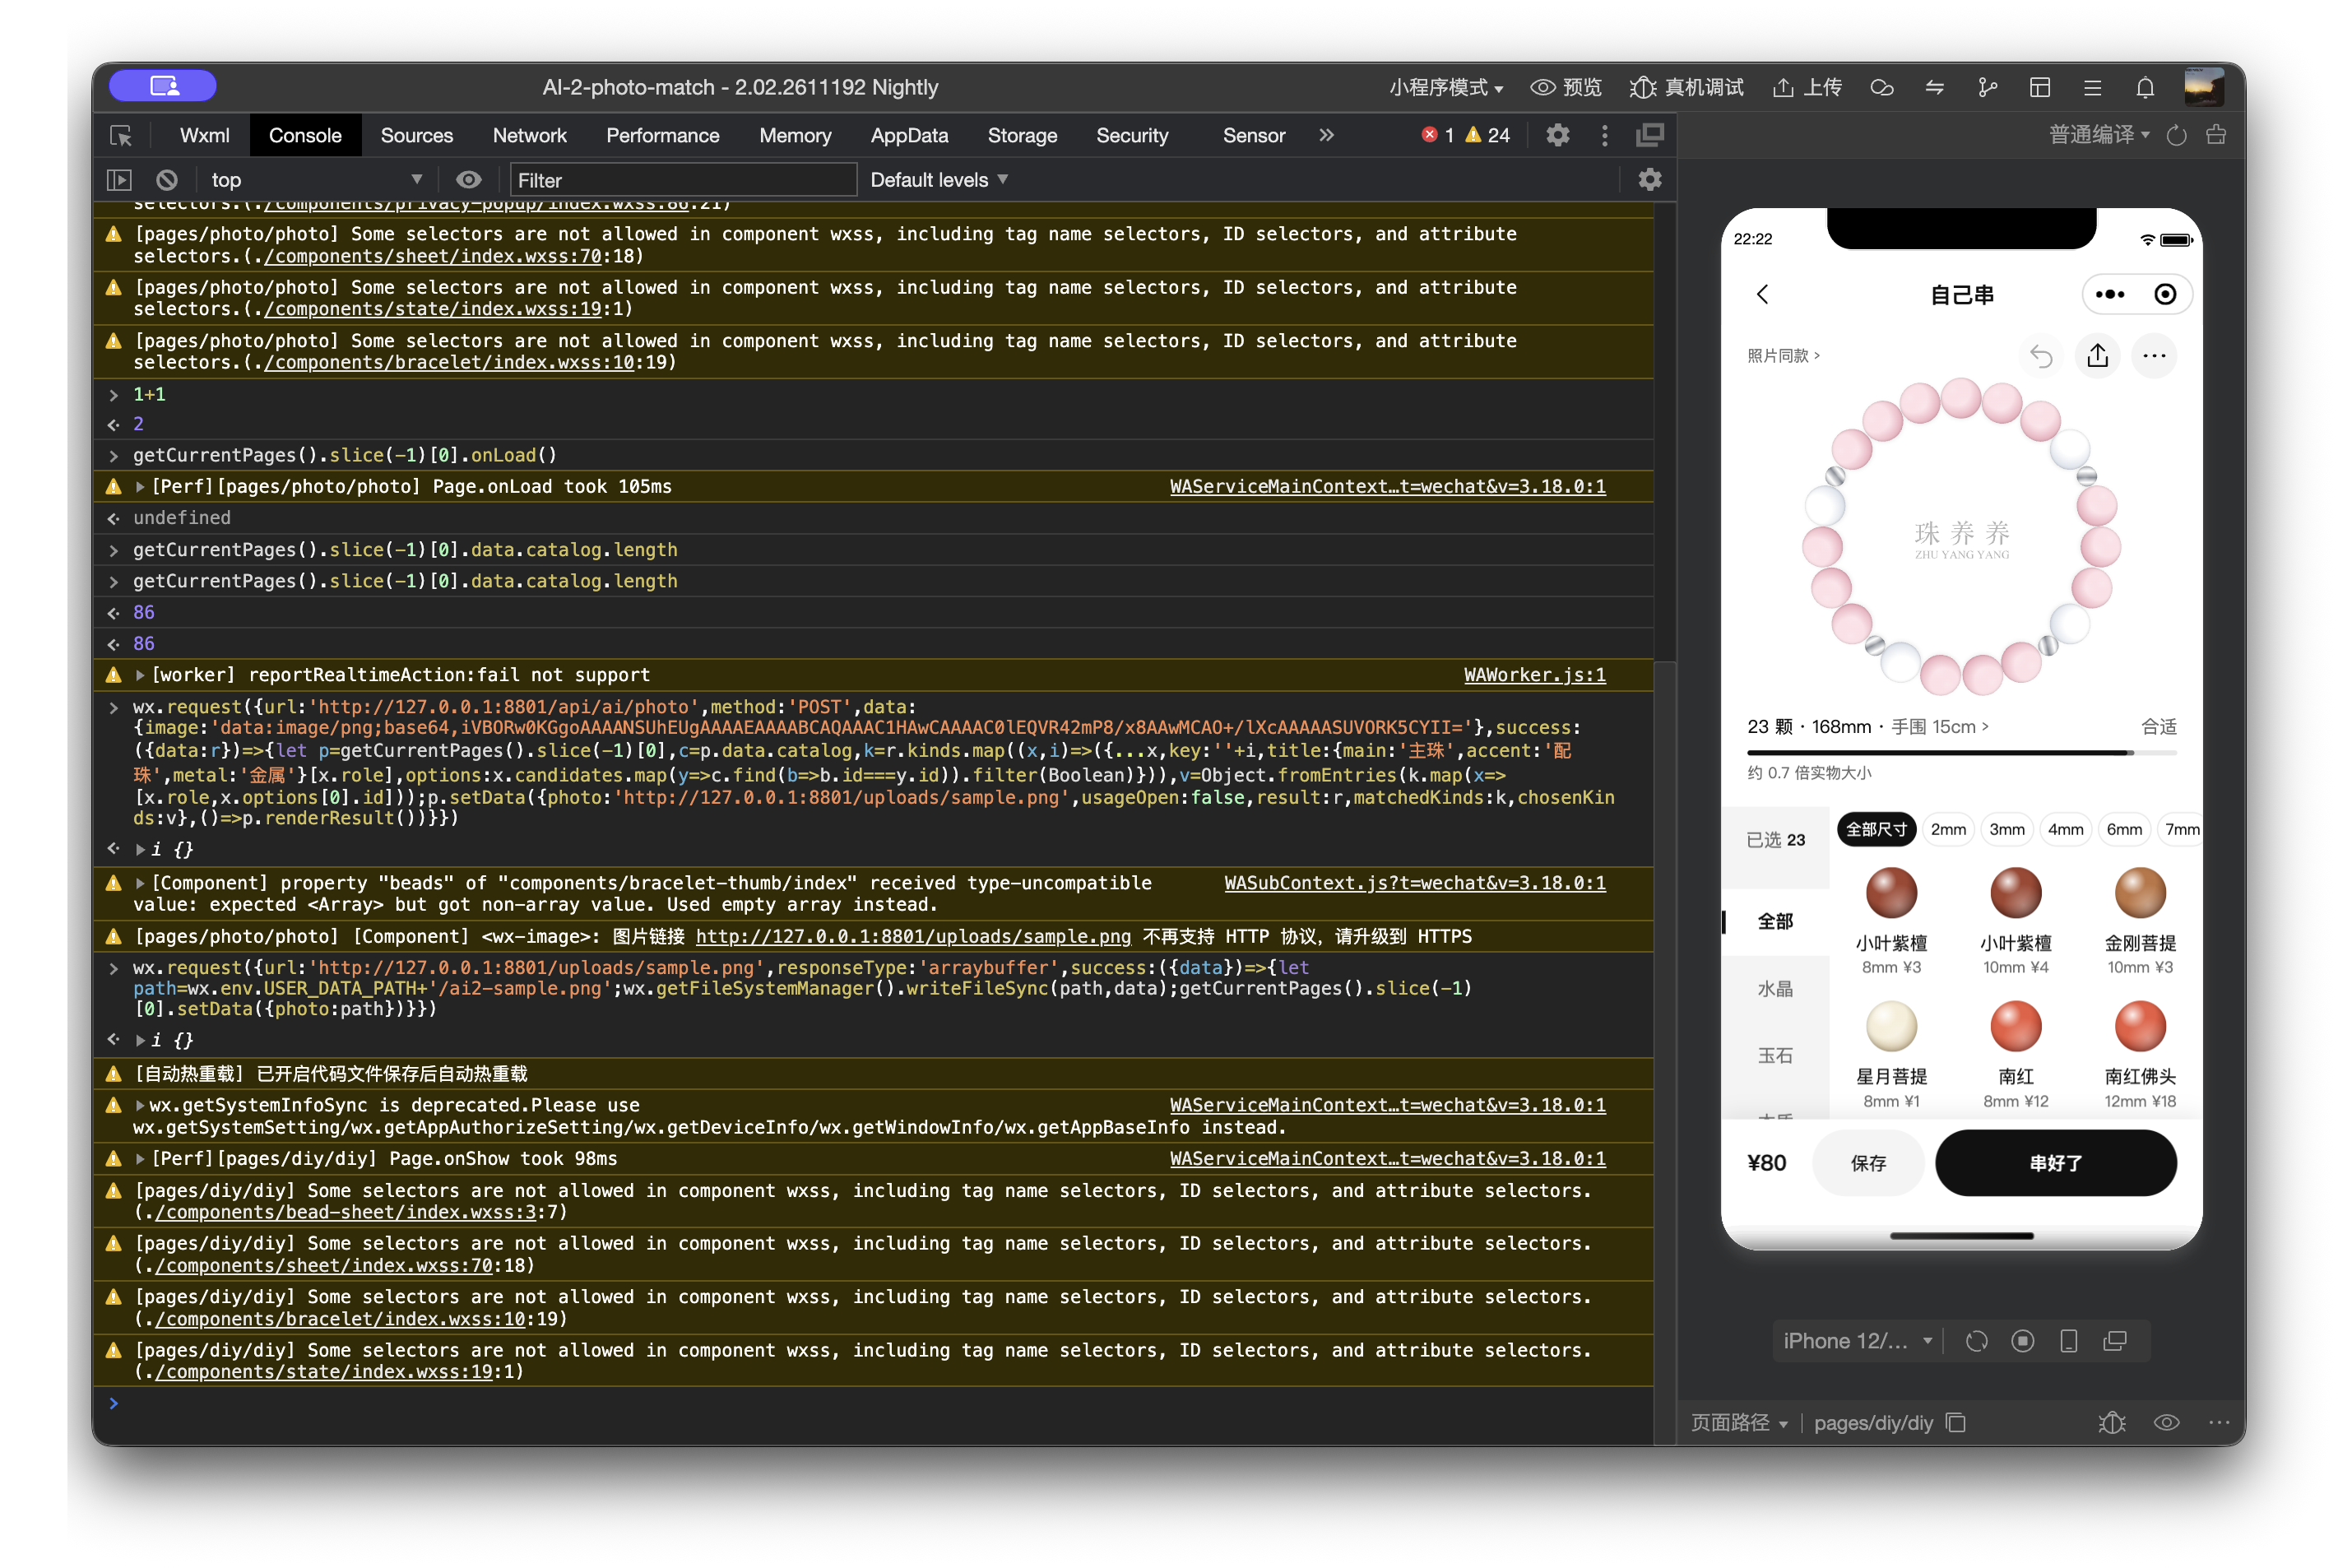 AI-2-photo-match - 2.02.2611192 Nightly
小程序模式
预览
真机调试
上传
Wxml
Console
Sources
Network
Performance
Memory
AppData
Storage
Security
Sensor
1
24
top
Filter
Default levels
普通编译
selectors.(./components/privacy-popup/index.wxss:86:21)
[pages/photo/photo] Some selectors are not allowed in component wxss, including tag name selectors, ID selectors, and attribute
selectors.(./components/sheet/index.wxss:70:18)
[pages/photo/photo] Some selectors are not allowed in component wxss, including tag name selectors, ID selectors, and attribute
selectors.(./components/state/index.wxss:19:1)
[pages/photo/photo] Some selectors are not allowed in component wxss, including tag name selectors, ID selectors, and attribute
selectors.(./components/bracelet/index.wxss:10:19)
1+1
2
getCurrentPages().slice(-1)[0].onLoad()
[Perf][pages/photo/photo] Page.onLoad took 105ms
WAServiceMainContext…t=wechat&v=3.18.0:1
undefined
getCurrentPages().slice(-1)[0].data.catalog.length
getCurrentPages().slice(-1)[0].data.catalog.length
86
86
[worker] reportRealtimeAction:fail not support
WAWorker.js:1
wx.request({url:'http://127.0.0.1:8801/api/ai/photo',method:'POST',data:
{image:'data:image/png;base64,iVBORw0KGgoAAAANSUhEUgAAAAEAAAABCAQAAAC1HAwCAAAAC0lEQVR42mP8/x8AAwMCAO+/lXcAAAAASUVORK5CYII='},success:
({data:r})=>{let p=getCurrentPages().slice(-1)[0],c=p.data.catalog,k=r.kinds.map((x,i)=>({...x,key:''+i,title:{main:'主珠',accent:'配
珠',metal:'金属'}[x.role],options:x.candidates.map(y=>c.find(b=>b.id===y.id)).filter(Boolean)})),v=Object.fromEntries(k.map(x=>
[x.role,x.options[0].id]));p.setData({photo:'http://127.0.0.1:8801/uploads/sample.png',usageOpen:false,result:r,matchedKinds:k,chosenKin
ds:v},()=>p.renderResult())}})
i {}
[Component] property "beads" of "components/bracelet-thumb/index" received type-uncompatible
WASubContext.js?t=wechat&v=3.18.0:1
value: expected <Array> but got non-array value. Used empty array instead.
[pages/photo/photo] [Component] <wx-image>: 图片链接 http://127.0.0.1:8801/uploads/sample.png 不再支持 HTTP 协议，请升级到 HTTPS
wx.request({url:'http://127.0.0.1:8801/uploads/sample.png',responseType:'arraybuffer',success:({data})=>{let
path=wx.env.USER_DATA_PATH+'/ai2-sample.png';wx.getFileSystemManager().writeFileSync(path,data);getCurrentPages().slice(-1)
[0].setData({photo:path})}})
i {}
[自动热重载] 已开启代码文件保存后自动热重载
wx.getSystemInfoSync is deprecated.Please use
WAServiceMainContext…t=wechat&v=3.18.0:1
wx.getSystemSetting/wx.getAppAuthorizeSetting/wx.getDeviceInfo/wx.getWindowInfo/wx.getAppBaseInfo instead.
[Perf][pages/diy/diy] Page.onShow took 98ms
WAServiceMainContext…t=wechat&v=3.18.0:1
[pages/diy/diy] Some selectors are not allowed in component wxss, including tag name selectors, ID selectors, and attribute selectors.
(./components/bead-sheet/index.wxss:3:7)
[pages/diy/diy] Some selectors are not allowed in component wxss, including tag name selectors, ID selectors, and attribute selectors.
(./components/sheet/index.wxss:70:18)
[pages/diy/diy] Some selectors are not allowed in component wxss, including tag name selectors, ID selectors, and attribute selectors.
(./components/bracelet/index.wxss:10:19)
[pages/diy/diy] Some selectors are not allowed in component wxss, including tag name selectors, ID selectors, and attribute selectors.
(./components/state/index.wxss:19:1)
22:22
自己串
照片同款 >
珠养养
ZHU YANG YANG
23 颗 · 168mm · 手围 15cm >
合适
约 0.7 倍实物大小
已选 23
全部尺寸
2mm
3mm
4mm
6mm
7mm
全部
水晶
玉石
小叶紫檀
8mm ¥3
小叶紫檀
10mm ¥4
金刚菩提
10mm ¥3
星月菩提
8mm ¥1
南红
8mm ¥12
南红佛头
12mm ¥18
¥80
保存
串好了
iPhone 12/...
页面路径
pages/diy/diy